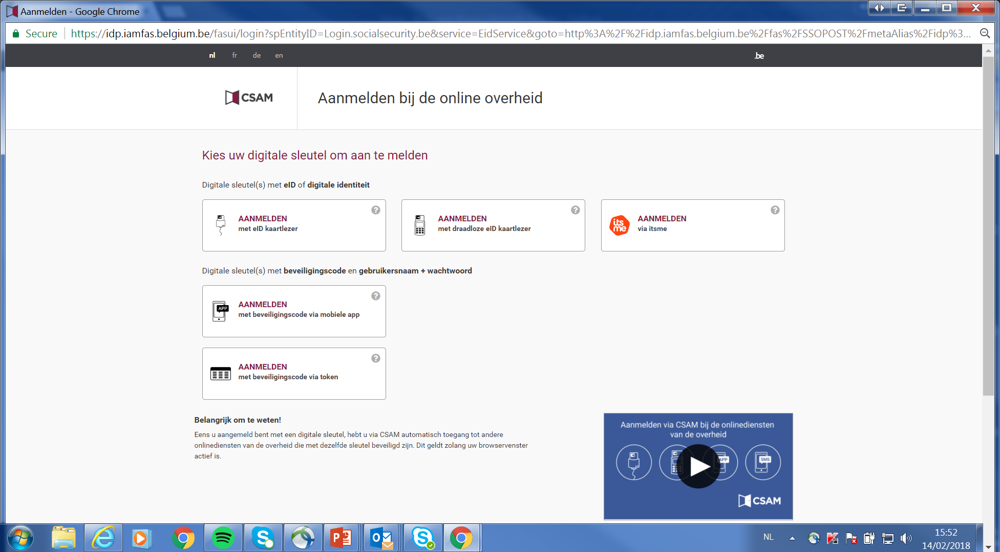 Aanmelden - Google Chrome
Secure https://idp.iamfas.belgium.be/fasui/login?spEntityID=Login.socialsecurity.be&service=EidService&goto=http%3A%2F%2Fidp.iamfas.belgium.be%2Ffas%2FSSOPOST%2FmetaAlias%2Fidp%3...
nl fr de en .be
CSAM Aanmelden bij de online overheid
Kies uw digitale sleutel om aan te melden
Digitale sleutel(s) met eID of digitale identiteit
AANMELDEN
met eID kaartlezer
AANMELDEN
met draadloze eID kaartlezer
its me
AANMELDEN
via itsme
Digitale sleutel(s) met beveiligingscode en gebruikersnaam + wachtwoord
APP
AANMELDEN
met beveiligingscode via mobiele app
AANMELDEN
met beveiligingscode via token
Belangrijk om te weten!
Eens u aangemeld bent met een digitale sleutel, hebt u via CSAM automatisch toegang tot andere
onlinediensten van de overheid die met dezelfde sleutel beveiligd zijn. Dit geldt zolang uw browservenster
actief is.
Aanmelden via CSAM bij de onlinediensten
van de overheid
APP SMS
CSAM
NL
15:52
14/02/2018